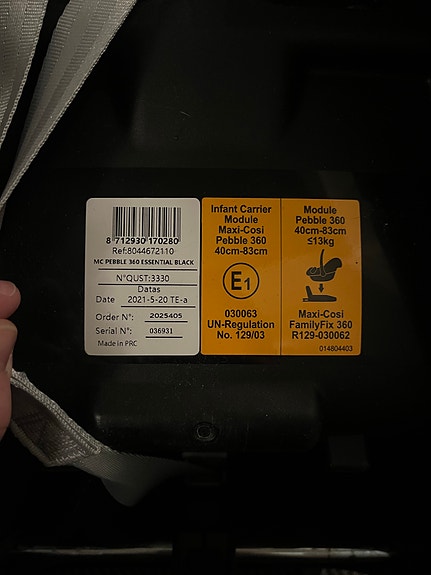 8 712930 170280
Ref:8044672110
MC PEBBLE 360 ESSENTIAL BLACK
N°QUST:3330
Datas
Date 2021-5-20 TE-a
Order N°: 2025405
Serial N°: 036931
Made in PRC
Infant Carrier
Module
Maxi-Cosi
Pebble 360
40cm-83cm
E1
030063
UN-Regulation
No. 129/03
Module
Pebble 360
40cm-83cm
≤13kg
Maxi-Cosi
FamilyFix 360
R129-030062
014804403